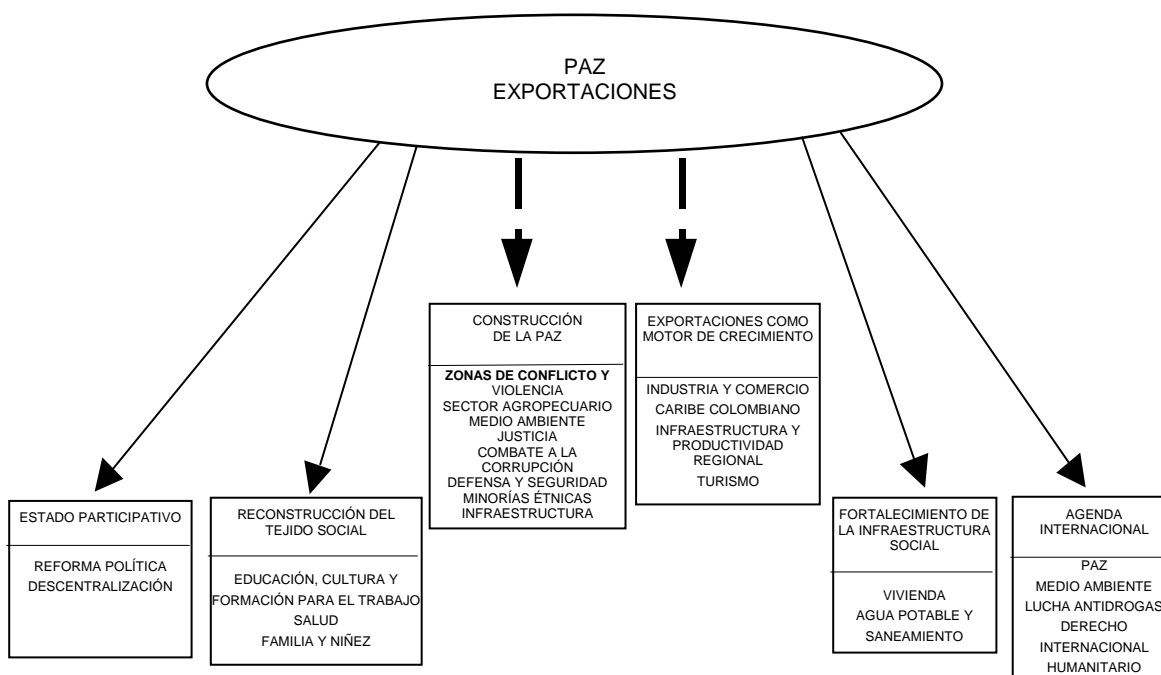 PAZ
EXPORTACIONES
CONSTRUCCIÓN
DE LA PAZ
ZONAS DE CONFLICTO Y
VIOLENCIA
SECTOR AGROPECUARIO
MEDIO AMBIENTE
JUSTICIA
COMBATE A LA
CORRUPCIÓN
DEFENSA Y SEGURIDAD
MINORÍAS ÉTNICAS
INFRAESTRUCTURA
EXPORTACIONES COMO
MOTOR DE CRECIMIENTO
INDUSTRIA Y COMERCIO
CARIBE COLOMBIANO
INFRAESTRUCTURA Y
PRODUCTIVIDAD
REGIONAL
TURISMO
ESTADO PARTICIPATIVO
REFORMA POLÍTICA
DESCENTRALIZACIÓN
RECONSTRUCCIÓN DEL
TEJIDO SOCIAL
EDUCACIÓN, CULTURA Y
FORMACIÓN PARA EL TRABAJO
SALUD
FAMILIA Y NIÑEZ
FORTALECIMIENTO DE
LA INFRAESTRUCTURA
SOCIAL
VIVIENDA
AGUA POTABLE Y
SANEAMIENTO
AGENDA
INTERNACIONAL
PAZ
MEDIO AMBIENTE
LUCHA ANTIDROGAS
DERECHO
INTERNACIONAL
HUMANITARIO